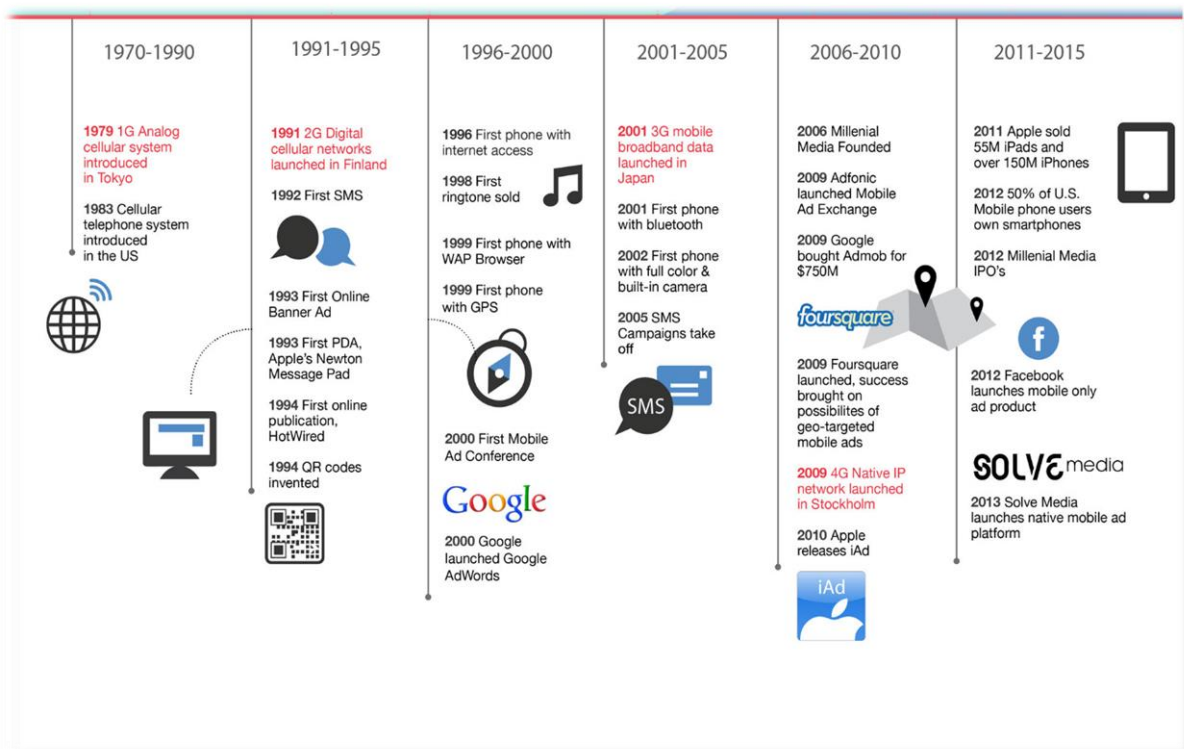 1970-1990
1979 1G Analog
cellular system
introduced
in Tokyo
1983 Cellular
telephone system
introduced
in the US
1991-1995
1991 2G Digital
cellular networks
launched in Finland
1992 First SMS
1993 First Online
Banner Ad
1993 First PDA,
Apple's Newton
Message Pad
1994 First online
publication,
HotWired
1994 QR codes
invented
1996-2000
1996 First phone with
internet access
1998 First
ringtone sold
1999 First phone with
WAP Browser
1999 First phone
with GPS
2000 First Mobile
Ad Conference
Google
2000 Google
launched Google
AdWords
2001-2005
2001 3G mobile
broadband data
launched in
Japan
2001 First phone
with bluetooth
2002 First phone
with full color &
built-in camera
2005 SMS
Campaigns take
off
SMS
2006-2010
2006 Millenial
Media Founded
2009 Adfonic
launched Mobile
Ad Exchange
2009 Google
bought Admob for
$750M
foursquare
2009 Foursquare
launched, success
brought on
possibilites of
geo-targeted
mobile ads
2009 4G Native IP
network launched
in Stockholm
2010 Apple
releases iAd
iAd
2011-2015
2011 Apple sold
55M iPads and
over 150M iPhones
2012 50% of U.S.
Mobile phone users
own smartphones
2012 Millenial Media
IPO's
f
2012 Facebook
launches mobile only
ad product
SOLVE media
2013 Solve Media
launches native mobile ad
platform